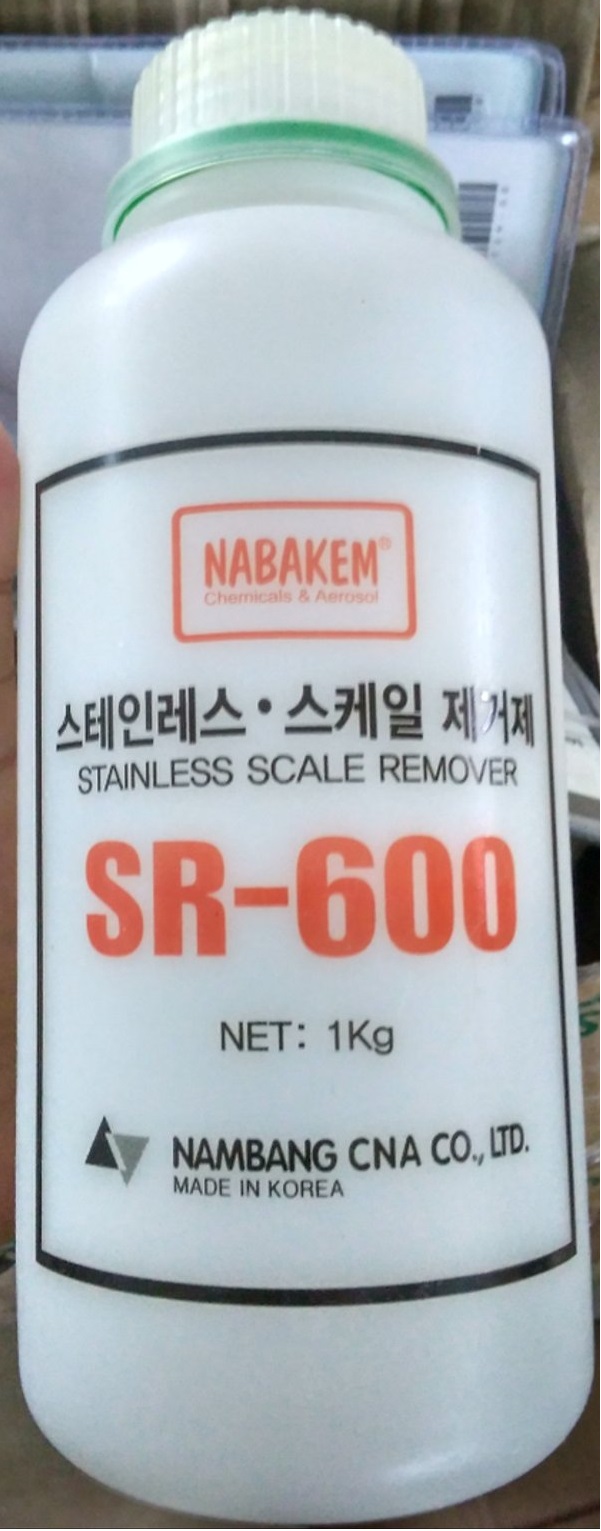 NABAKEM®
Chemicals & Aerosol
스테인레스·스케일 제거제
STAINLESS SCALE REMOVER
SR-600
NET: 1Kg
NAMBANG CNA CO., LTD.
MADE IN KOREA